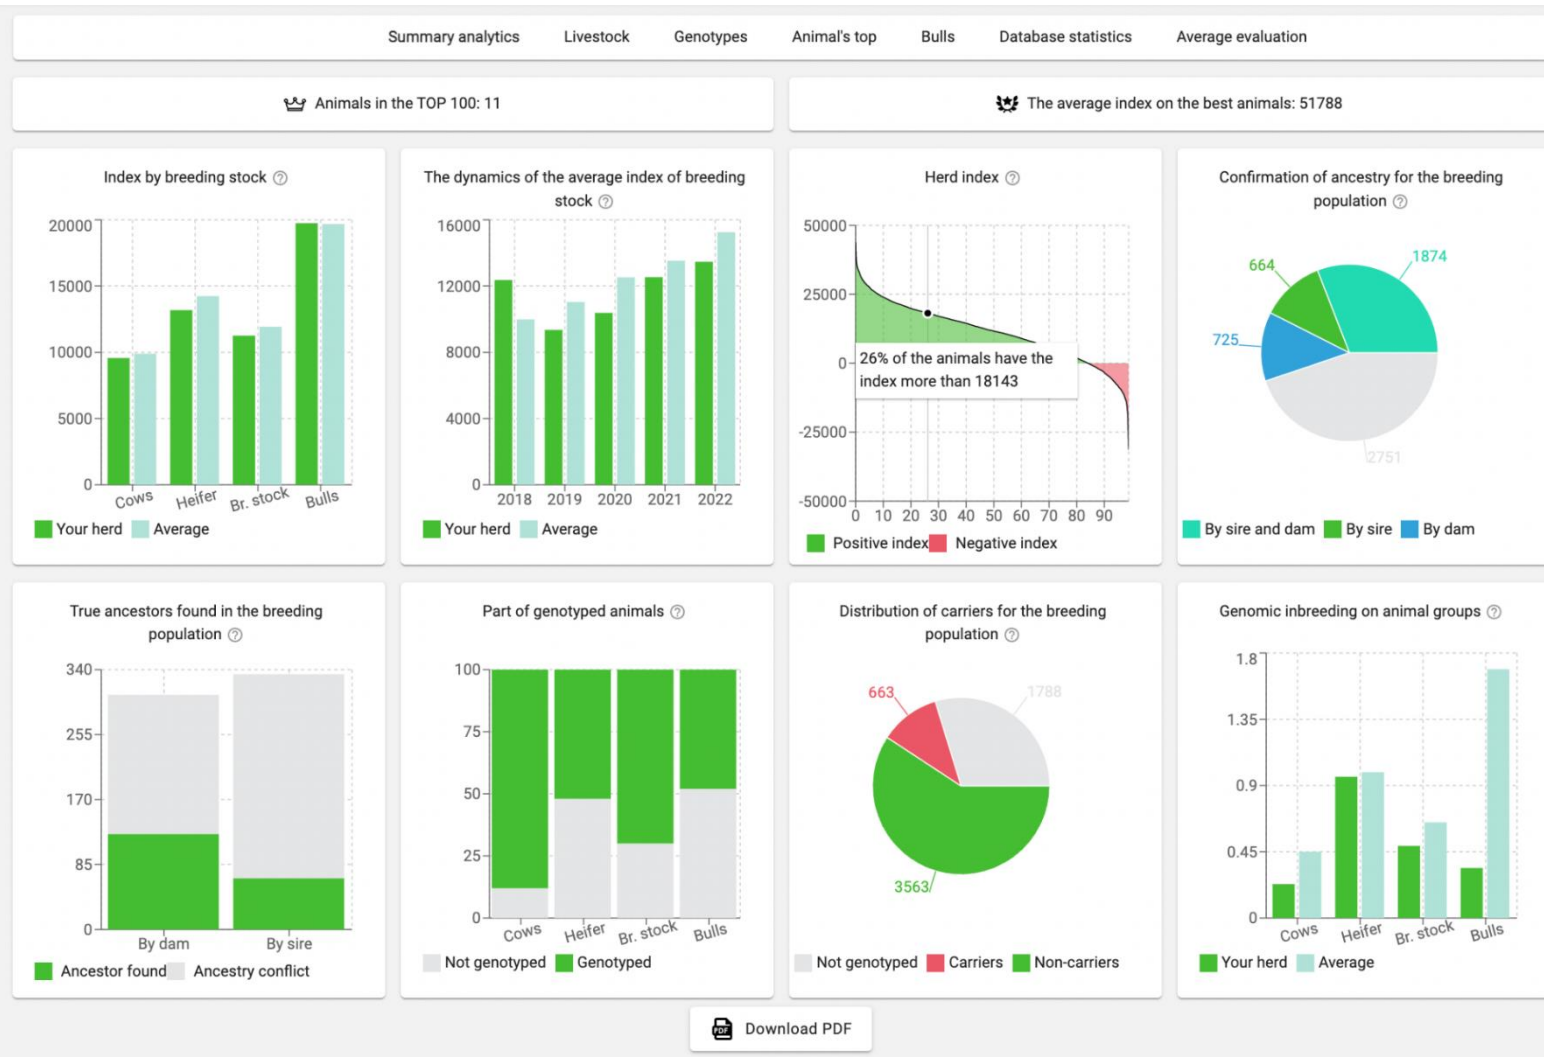 Summary analytics Livestock Genotypes Animal's top Bulls Database statistics Average evaluation
Animals in the TOP 100: 11
The average index on the best animals: 51788
Index by breeding stock ?
20000
15000
10000
5000
0
Cows Heifer Br. stock Bulls
Your herd Average
The dynamics of the average index of breeding
stock ?
16000
12000
8000
4000
0
2018 2019 2020 2021 2022
Your herd Average
Herd index ?
50000
25000
0
-25000
-50000
26% of the animals have the
index more than 18143
0 10 20 30 40 50 60 70 80 90
Positive index Negative index
Confirmation of ancestry for the breeding
population ?
1874
664
725
2751
By sire and dam By sire By dam
True ancestors found in the breeding
population ?
340
255
170
85
0
By dam By sire
Ancestor found Ancestry conflict
Part of genotyped animals ?
100
75
50
25
0
Cows Heifer Br. stock Bulls
Not genotyped Genotyped
Distribution of carriers for the breeding
population ?
663
1788
3563
Not genotyped Carriers Non-carriers
Genomic inbreeding on animal groups ?
1.8
1.35
0.9
0.45
0
Cows Heifer Br. stock Bulls
Your herd Average
PDF Download PDF